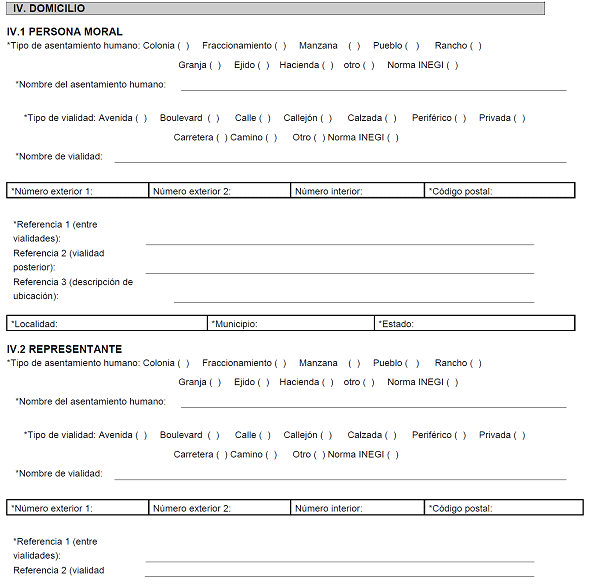 IV. DOMICILIO
IV.1 PERSONA MORAL
*Tipo de asentamiento humano: Colonia ( ) Fraccionamiento ( ) Manzana ( ) Pueblo ( ) Rancho ( )
Granja ( ) Ejido ( ) Hacienda ( ) otro ( ) Norma INEGI ( )
*Nombre del asentamiento humano:
*Tipo de vialidad: Avenida ( ) Boulevard ( ) Calle ( ) Callejón ( ) Calzada ( ) Periférico ( ) Privada ( )
Carretera ( ) Camino ( ) Otro ( ) Norma INEGI ( )
*Nombre de vialidad:
*Número exterior 1: Número exterior 2: Número interior: *Código postal:
*Referencia 1 (entre
vialidades):
Referencia 2 (vialidad
posterior):
Referencia 3 (descripción de
ubicación):
*Localidad: *Municipio: *Estado:
IV.2 REPRESENTANTE
*Tipo de asentamiento humano: Colonia ( ) Fraccionamiento ( ) Manzana ( ) Pueblo ( ) Rancho ( )
Granja ( ) Ejido ( ) Hacienda ( ) otro ( ) Norma INEGI ( )
*Nombre del asentamiento humano:
*Tipo de vialidad: Avenida ( ) Boulevard ( ) Calle ( ) Callejón ( ) Calzada ( ) Periférico ( ) Privada ( )
Carretera ( ) Camino ( ) Otro ( ) Norma INEGI ( )
*Nombre de vialidad:
*Número exterior 1: Número exterior 2: Número interior: *Código postal:
*Referencia 1 (entre
vialidades):
Referencia 2 (vialidad